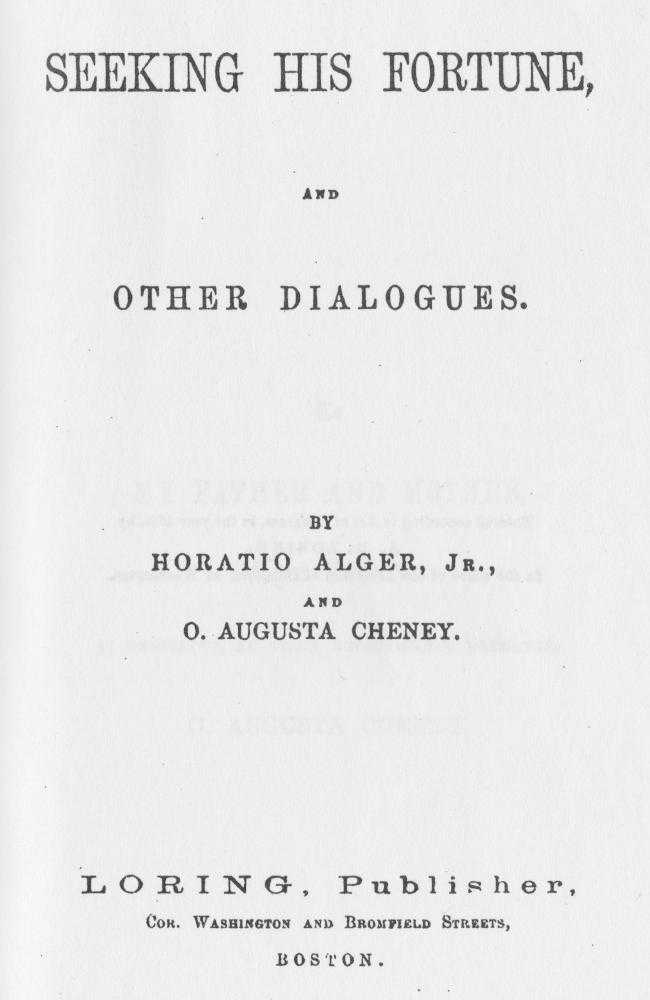 SEEKING HIS FORTUNE,
AND
OTHER DIALOGUES.
BY
HORATIO ALGER, JR.,
AND
O. AUGUSTA CHENEY.
LORING, Publisher,
COR. WASHINGTON AND BROMFIELD STREETS,
BOSTON.